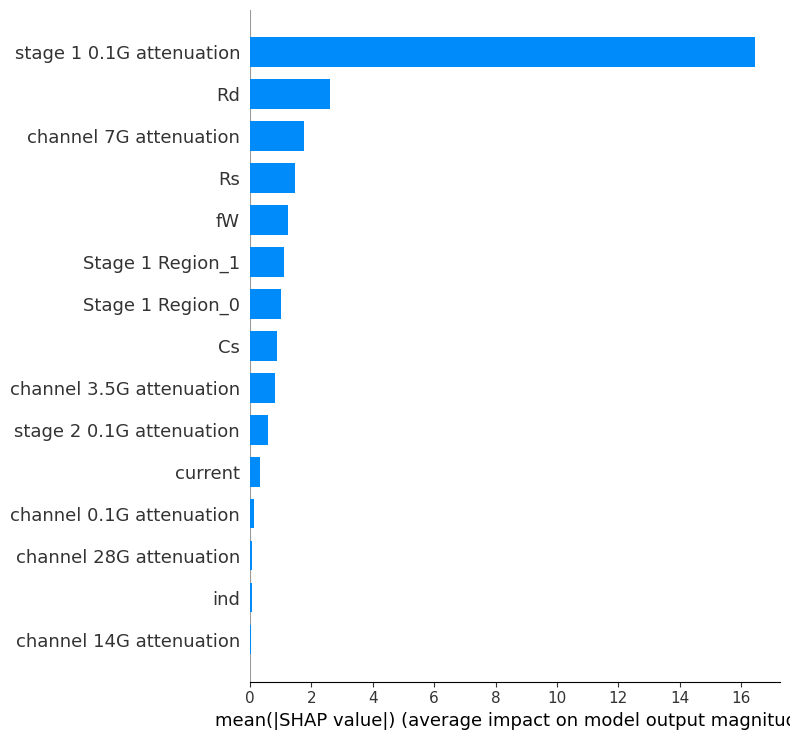 stage 1 0.1G attenuation
Rd
channel 7G attenuation
Rs
fW
Stage 1 Region_1
Stage 1 Region_0
Cs
channel 3.5G attenuation
stage 2 0.1G attenuation
current
channel 0.1G attenuation
channel 28G attenuation
ind
channel 14G attenuation
0 2 4 6 8 10 12 14 16
mean(|SHAP value|) (average impact on model output magnitud